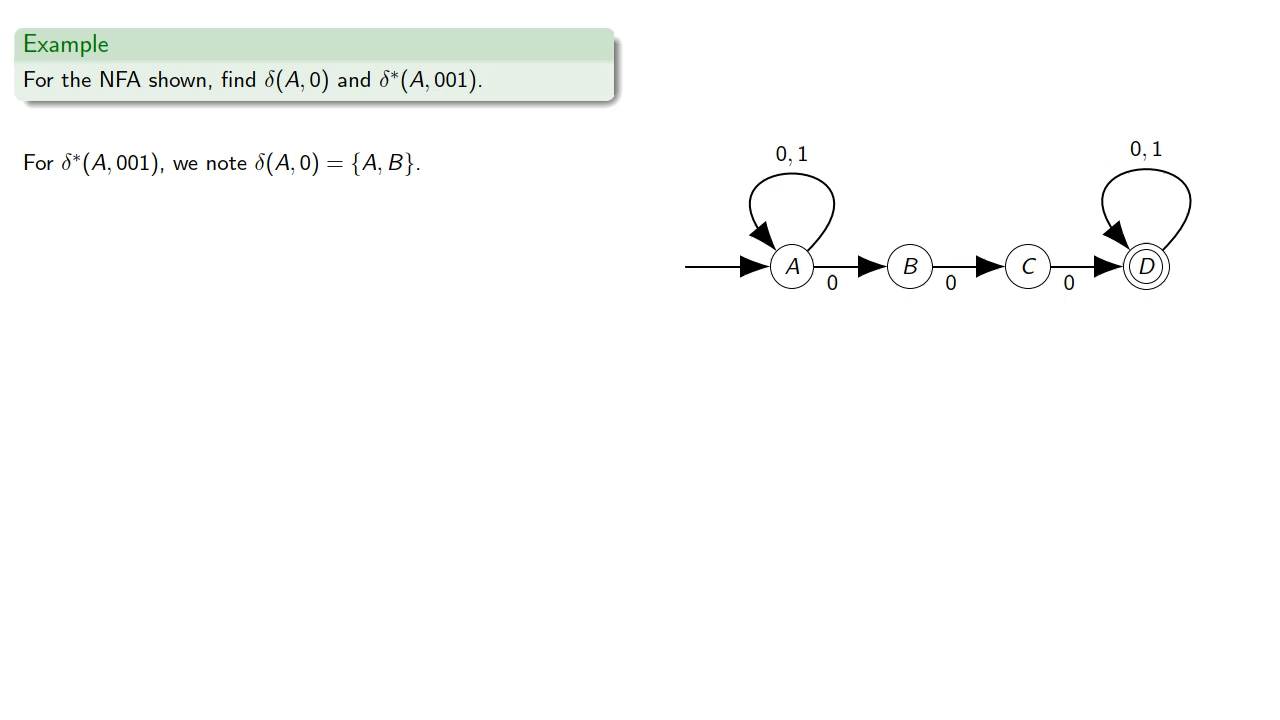 Example
For the NFA shown, find δ(A, 0) and δ*(A, 001).
For δ*(A, 001), we note δ(A, 0) = {A, B}.
0, 1
0, 1
A
B
C
D
0
0
0